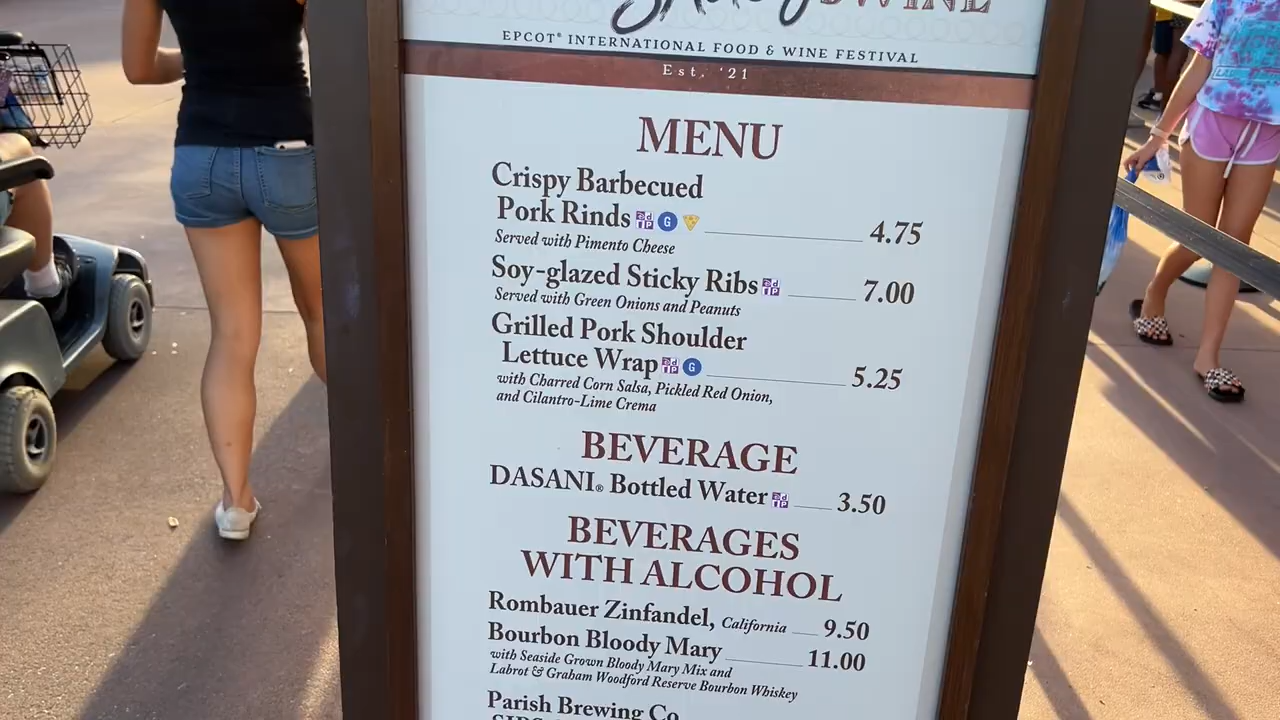 EPCOT® INTERNATIONAL FOOD & WINE FESTIVAL
Est. '21
MENU
Crispy Barbecued
Pork Rinds G 4.75
Served with Pimento Cheese
Soy-glazed Sticky Ribs 7.00
Served with Green Onions and Peanuts
Grilled Pork Shoulder
Lettuce Wrap G 5.25
with Charred Corn Salsa, Pickled Red Onion,
and Cilantro-Lime Crema
BEVERAGE
DASANI® Bottled Water 3.50
BEVERAGES
WITH ALCOHOL
Rombauer Zinfandel, California 9.50
Bourbon Bloody Mary 11.00
with Seaside Grown Bloody Mary Mix and
Labrot & Graham Woodford Reserve Bourbon Whiskey
Parish Brewing Co.